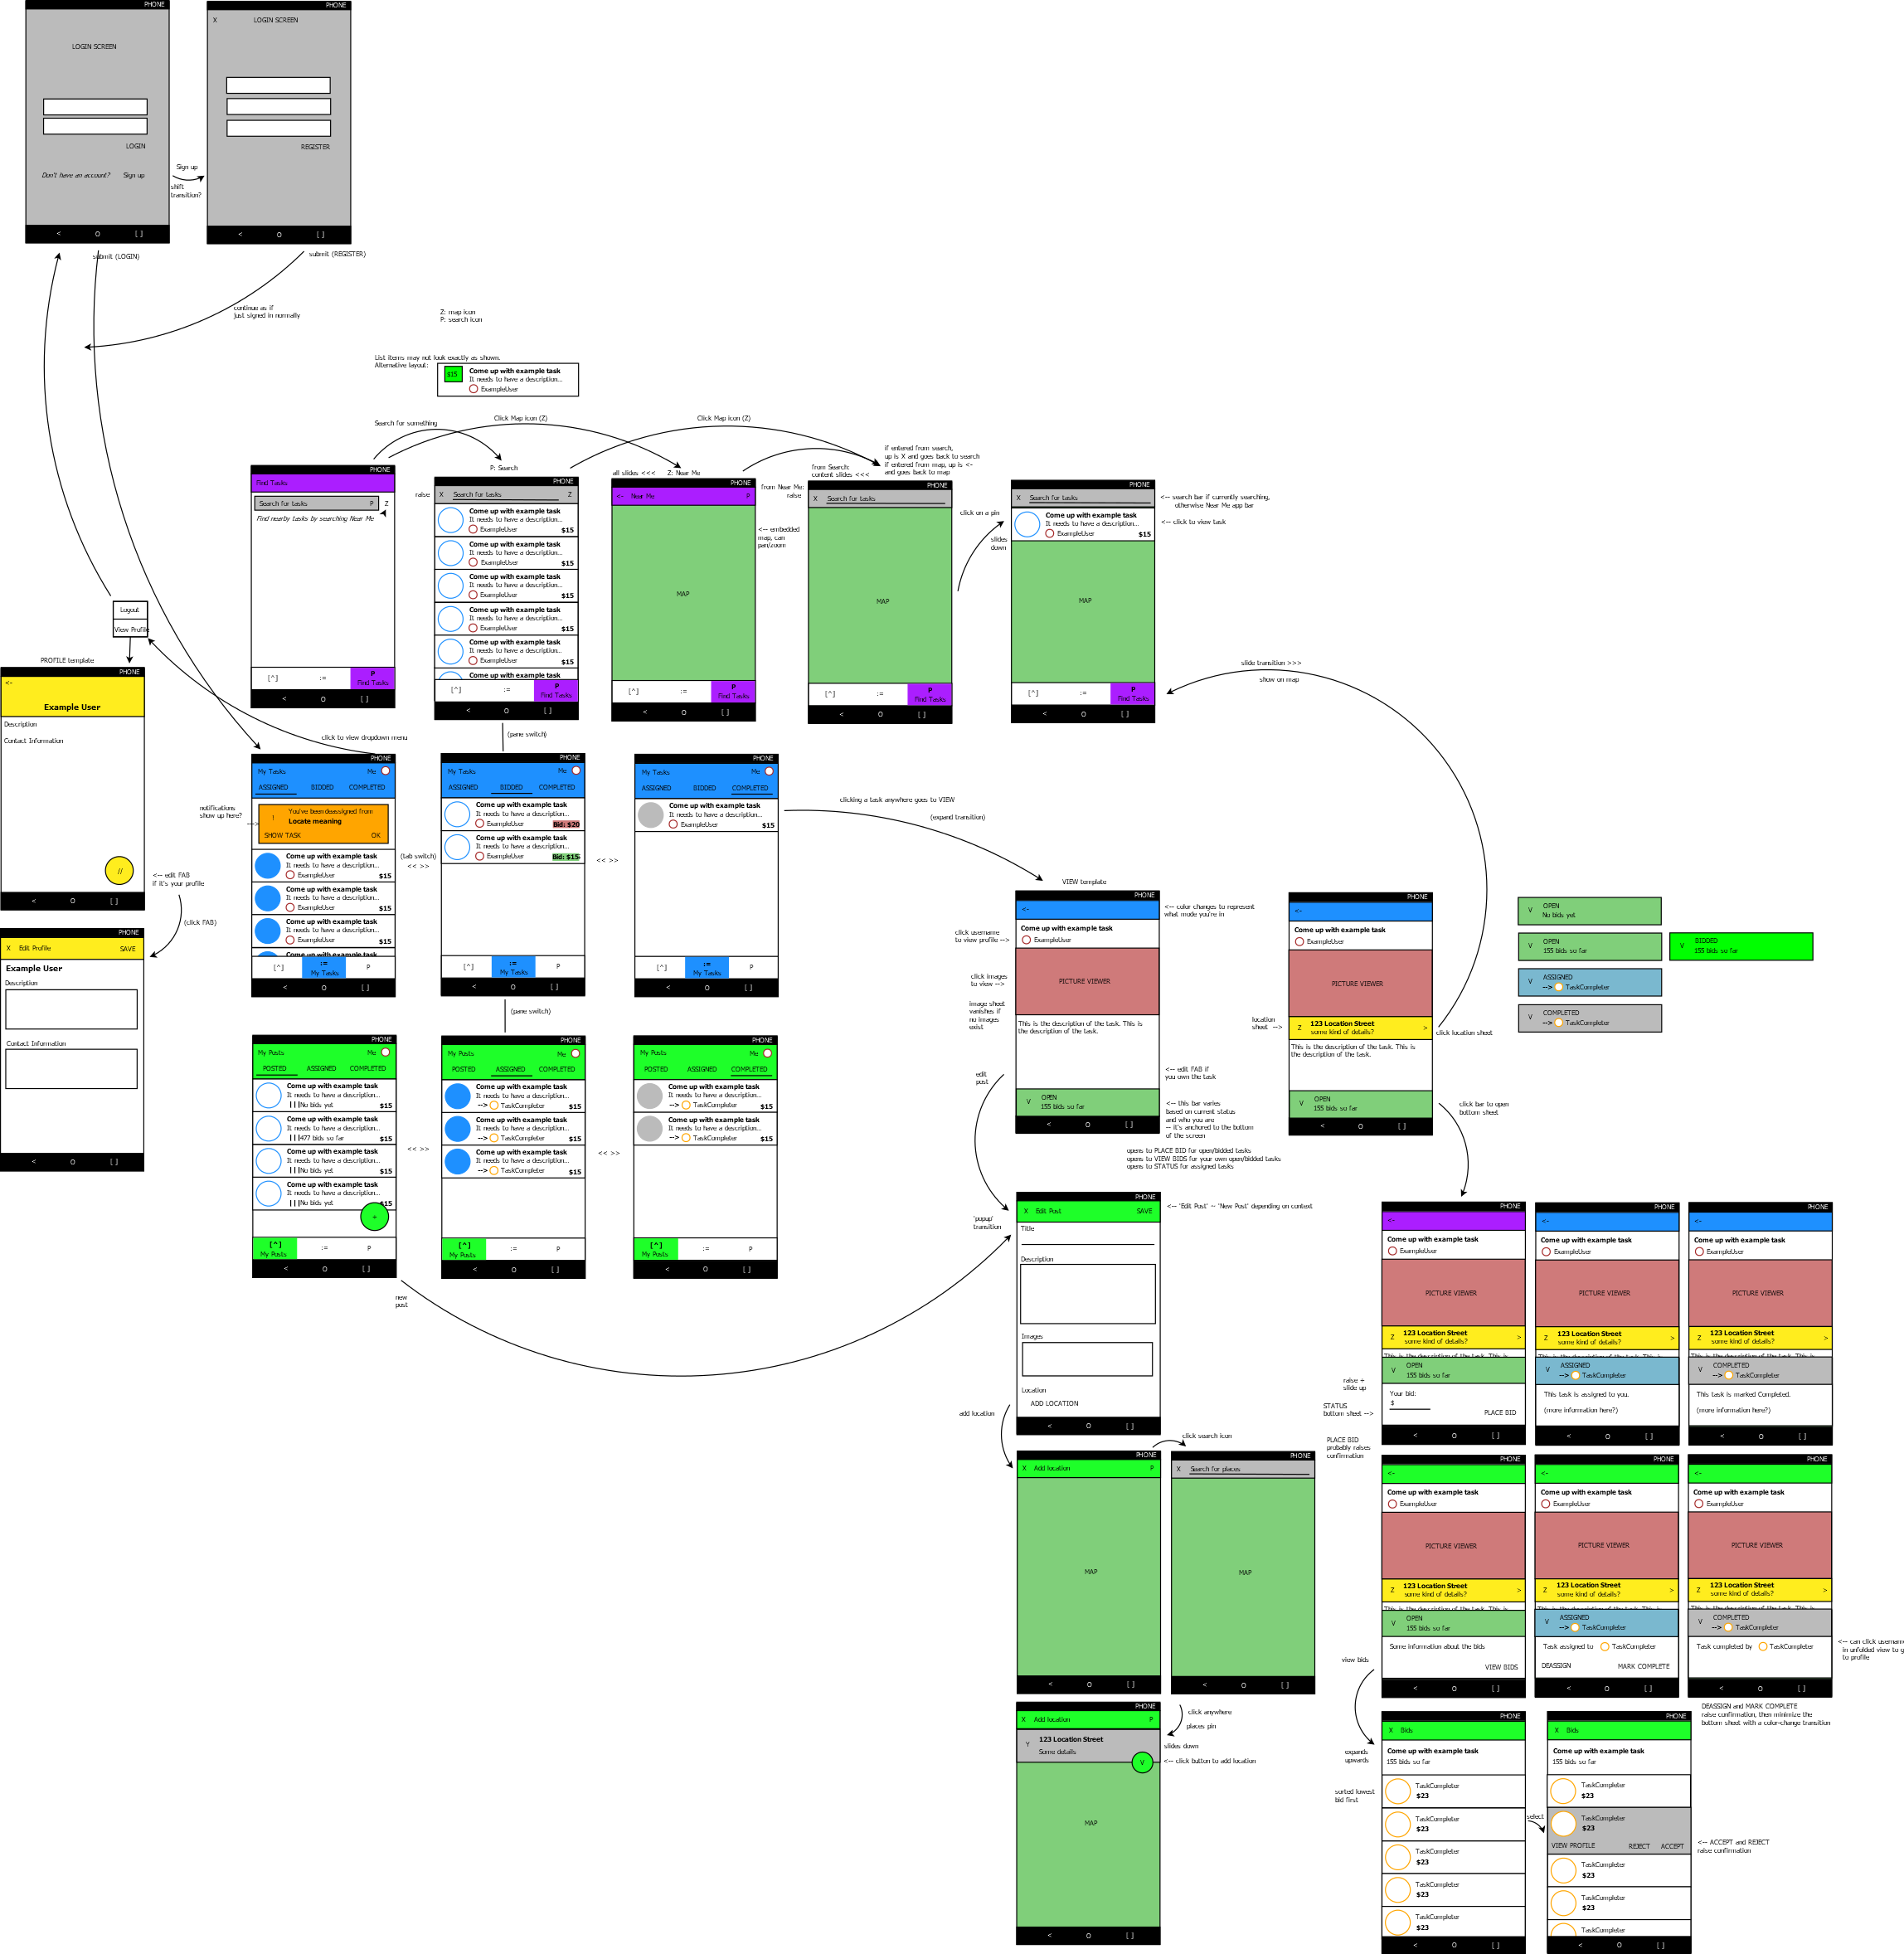 PHONE
LOGIN SCREEN
LOGIN
Don't have an account?
Sign up
< O [ ]
Sign up
shift
transition?
PHONE
X LOGIN SCREEN
REGISTER
< O [ ]
submit (LOGIN)
submit (REGISTER)
continue as if
just signed in normally
Z: map icon
P: search icon
List items may not look exactly as shown.
Alternative layout:
$15
Come up with example task
It needs to have a description...
ExampleUser
Search for something
Click Map icon (Z)
Click Map icon (Z)
PHONE
Find Tasks
Search for tasks P Z
Find nearby tasks by searching Near Me
[^] := P
Find Tasks
< O [ ]
raise
P: Search
PHONE
X Search for tasks Z
Come up with example task
It needs to have a description...
ExampleUser $15
Come up with example task
It needs to have a description...
ExampleUser $15
Come up with example task
It needs to have a description...
ExampleUser $15
Come up with example task
It needs to have a description...
ExampleUser $15
Come up with example task
It needs to have a description...
ExampleUser $15
Come up with example task
[^] := P
Find Tasks
< O [ ]
all slides <<< Z: Near Me
PHONE
<- Near Me P
MAP
[^] := P
Find Tasks
< O [ ]
from Near Me:
raise
<-- embedded
map, can
pan/zoom
from Search:
content slides <<<
if entered from search,
up is X and goes back to search
if entered from map, up is <-
and goes back to map
PHONE
X Search for tasks
MAP
[^] := P
Find Tasks
< O [ ]
click on a pin
slides
down
PHONE
X Search for tasks
Come up with example task
It needs to have a description...
ExampleUser $15
MAP
[^] := P
Find Tasks
< O [ ]
<-- search bar if currently searching,
otherwise Near Me app bar
<-- click to view task
slide transition >>>
show on map
Logout
View Profile
PROFILE template
PHONE
<-
Example User
Description
Contact Information
//
< O [ ]
<-- edit FAB
if it's your profile
(click FAB)
PHONE
X Edit Profile SAVE
Example User
Description
Contact Information
< O [ ]
click to view dropdown menu
(pane switch)
notifications
show up here?
-->
PHONE
My Tasks Me
ASSIGNED BIDDED COMPLETED
! You've been deassigned from
Locate meaning
SHOW TASK OK
Come up with example task
It needs to have a description...
ExampleUser $15
Come up with example task
It needs to have a description...
ExampleUser $15
Come up with example task
It needs to have a description...
ExampleUser $15
Come up with example task
[^] := P
My Tasks
< O [ ]
(tab switch)
<< >>
PHONE
My Tasks Me
ASSIGNED BIDDED COMPLETED
Come up with example task
It needs to have a description...
ExampleUser Bid: $20
Come up with example task
It needs to have a description...
ExampleUser Bid: $15
[^] := P
My Tasks
< O [ ]
<< >>
PHONE
My Tasks Me
ASSIGNED BIDDED COMPLETED
Come up with example task
It needs to have a description...
ExampleUser $15
[^] := P
My Tasks
< O [ ]
clicking a task anywhere goes to VIEW
(expand transition)
(pane switch)
PHONE
My Posts Me
POSTED ASSIGNED COMPLETED
Come up with example task
It needs to have a description...
|||No bids yet $15
Come up with example task
It needs to have a description...
|||477 bids so far $15
Come up with example task
It needs to have a description...
|||No bids yet $15
Come up with example task
It needs to have a description...
|||No bids yet $15
+
[^] := P
My Posts
< O [ ]
<< >>
PHONE
My Posts Me
POSTED ASSIGNED COMPLETED
Come up with example task
It needs to have a description...
--> TaskCompleter $15
Come up with example task
It needs to have a description...
--> TaskCompleter $15
Come up with example task
It needs to have a description...
--> TaskCompleter $15
[^] := P
My Posts
< O [ ]
<< >>
PHONE
My Posts Me
POSTED ASSIGNED COMPLETED
Come up with example task
It needs to have a description...
--> TaskCompleter $15
Come up with example task
It needs to have a description...
--> TaskCompleter $15
[^] := P
My Posts
< O [ ]
new
post
VIEW template
PHONE
<-
Come up with example task
ExampleUser
PICTURE VIEWER
This is the description of the task. This is
the description of the task.
V OPEN
155 bids so far
< O [ ]
click username
to view profile -->
click images
to view -->
image sheet
vanishes if
no images
exist
edit
post
<-- color changes to represent
what mode you're in
<-- edit FAB if
you own the task
<-- this bar varies
based on current status
and who you are
-- it's anchored to the bottom
of the screen
opens to PLACE BID for open/bidded tasks
opens to VIEW BIDS for your own open/bidded tasks
opens to STATUS for assigned tasks
location
sheet -->
PHONE
<-
Come up with example task
ExampleUser
PICTURE VIEWER
Z 123 Location Street
some kind of details? >
This is the description of the task. This is
the description of the task.
V OPEN
155 bids so far
< O [ ]
click location sheet
click bar to open
bottom sheet
V OPEN
No bids yet
V OPEN
155 bids so far
V BIDDED
155 bids so far
V ASSIGNED
--> TaskCompleter
V COMPLETED
--> TaskCompleter
'popup'
transition
PHONE
X Edit Post SAVE
Title
Description
Images
Location
ADD LOCATION
< O [ ]
<-- 'Edit Post' -- 'New Post' depending on context
add location
click search icon
PHONE
X Add location P
MAP
< O [ ]
PHONE
X Search for places
MAP
< O [ ]
click anywhere
places pin
slides down
<-- click button to add location
PHONE
X Add location P
Y 123 Location Street
Some details
V
MAP
< O [ ]
raise +
slide up
STATUS
bottom sheet -->
PLACE BID
probably raises
confirmation
PHONE
<-
Come up with example task
ExampleUser
PICTURE VIEWER
Z 123 Location Street
some kind of details? >
This is the description of the task. This is
V OPEN
155 bids so far
Your bid:
$
PLACE BID
< O [ ]
PHONE
<-
Come up with example task
ExampleUser
PICTURE VIEWER
Z 123 Location Street
some kind of details? >
This is the description of the task. This is
V ASSIGNED
--> TaskCompleter
This task is assigned to you.
(more information here?)
< O [ ]
PHONE
<-
Come up with example task
ExampleUser
PICTURE VIEWER
Z 123 Location Street
some kind of details? >
This is the description of the task. This is
V COMPLETED
--> TaskCompleter
This task is marked Completed.
(more information here?)
< O [ ]
PHONE
<-
Come up with example task
ExampleUser
PICTURE VIEWER
Z 123 Location Street
some kind of details? >
This is the description of the task. This is
V OPEN
155 bids so far
Some information about the bids
VIEW BIDS
< O [ ]
PHONE
<-
Come up with example task
ExampleUser
PICTURE VIEWER
Z 123 Location Street
some kind of details? >
This is the description of the task. This is
V ASSIGNED
--> TaskCompleter
Task assigned to TaskCompleter
DEASSIGN MARK COMPLETE
< O [ ]
PHONE
<-
Come up with example task
ExampleUser
PICTURE VIEWER
Z 123 Location Street
some kind of details? >
This is the description of the task. This is
V COMPLETED
--> TaskCompleter
Task completed by TaskCompleter
< O [ ]
<-- can click username
in unfolded view to
to profile
DEASSIGN and MARK COMPLETE
raise confirmation, then minimize the
bottom sheet with a color-change transition
view bids
expands
upwards
sorted lowest
bid first
PHONE
X Bids
Come up with example task
155 bids so far
TaskCompleter
$23
TaskCompleter
$23
TaskCompleter
$23
TaskCompleter
$23
TaskCompleter
$23
< O [ ]
select
PHONE
X Bids
Come up with example task
155 bids so far
TaskCompleter
$23
TaskCompleter
$23
VIEW PROFILE REJECT ACCEPT
TaskCompleter
$23
TaskCompleter
$23
TaskCompleter
< O [ ]
<-- ACCEPT and REJECT
raise confirmation